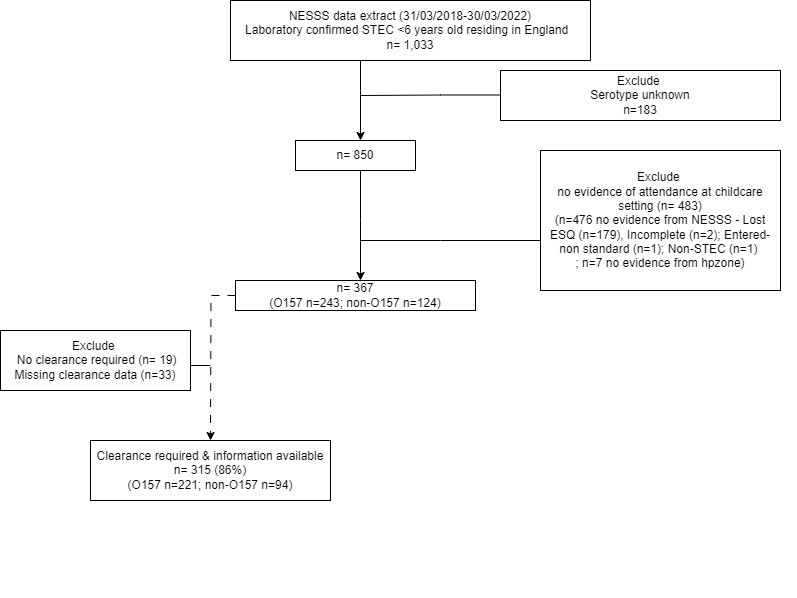 NESSS data extract (31/03/2018-30/03/2022)
Laboratory confirmed STEC <6 years old residing in England
n= 1,033
Exclude
Serotype unknown
n=183
n= 850
Exclude
no evidence of attendance at childcare
setting (n= 483)
(n=476 no evidence from NESSS - Lost
ESQ (n=179), Incomplete (n=2); Entered-
non standard (n=1); Non-STEC (n=1)
; n=7 no evidence from hpzone)
n= 367
(O157 n=243; non-O157 n=124)
Exclude
No clearance required (n= 19)
Missing clearance data (n=33)
Clearance required & information available
n= 315 (86%)
(O157 n=221; non-O157 n=94)